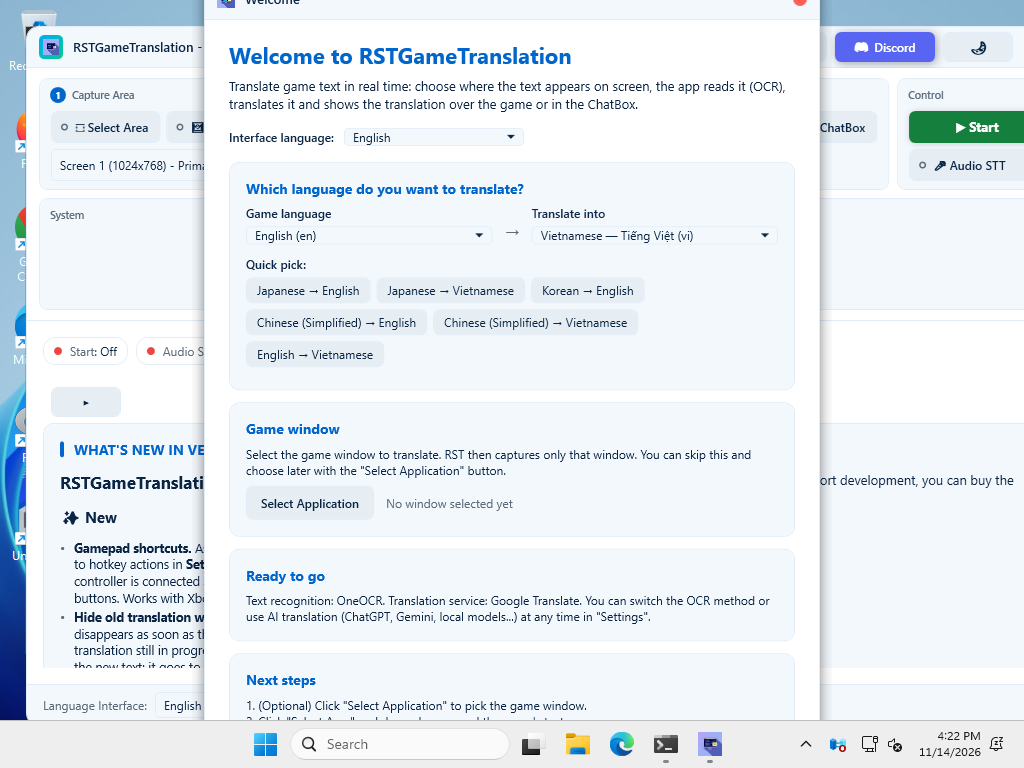 Welcome
RSTGameTranslation -
Discord
Welcome to RSTGameTranslation
Translate game text in real time: choose where the text appears on screen, the app reads it (OCR),
translates it and shows the translation over the game or in the ChatBox.
Interface language:
English
1
Capture Area
Select Area
Screen 1 (1024x768) - Prima
ChatBox
Control
Start
Audio STT
System
Which language do you want to translate?
Game language
Translate into
English (en)
→
Vietnamese — Tiếng Việt (vi)
Quick pick:
Japanese → English
Japanese → Vietnamese
Korean → English
Chinese (Simplified) → English
Chinese (Simplified) → Vietnamese
English → Vietnamese
Start: Off
Audio S
Game window
Select the game window to translate. RST then captures only that window. You can skip this and
choose later with the "Select Application" button.
Select Application
No window selected yet
WHAT'S NEW IN VE
ort development, you can buy the
RSTGameTranslati
New
• Gamepad shortcuts. A
to hotkey actions in Set
controller is connected
buttons. Works with Xb
• Hide old translation w
disappears as soon as th
translation still in progre
the new text; it goes to
Ready to go
Text recognition: OneOCR. Translation service: Google Translate. You can switch the OCR method or
use AI translation (ChatGPT, Gemini, local models...) at any time in "Settings".
Next steps
1. (Optional) Click "Select Application" to pick the game window.
Language Interface:
English
Search
4:22 PM
11/14/2026